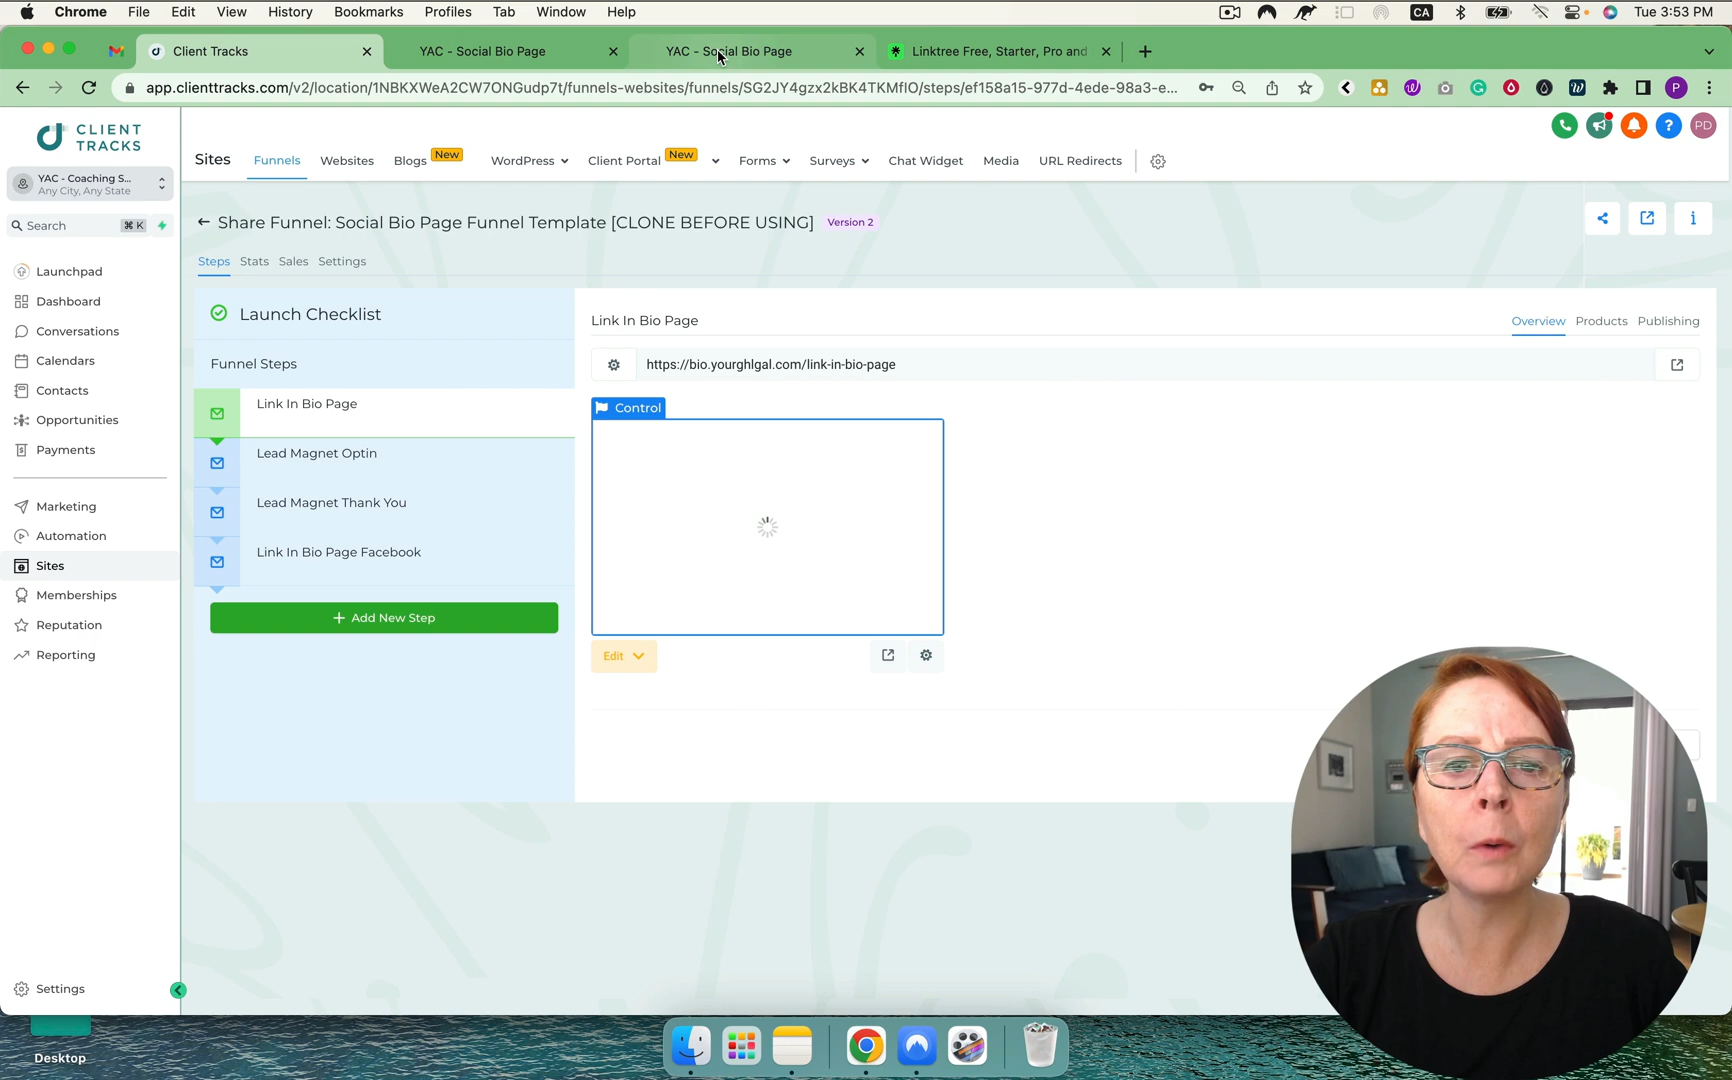 Chrome File Edit View History Bookmarks Profiles Tab Window Help CA Tue 3:53 PM
Client Tracks YAC - Social Bio Page YAC - Social Bio Page Linktree Free, Starter, Pro and
app.clienttracks.com/v2/location/1NBKXWeA2CW7ONGudp7t/funnels-websites/funnels/SG2JY4gzx2kBK4TKMfIO/steps/ef158a15-977d-4ede-98a3-e... P
CLIENT
TRACKS
PD
Sites Funnels Websites Blogs New WordPress Client Portal New Forms Surveys Chat Widget Media URL Redirects
YAC - Coaching S...
Any City, Any State
Search ⌘ K
Share Funnel: Social Bio Page Funnel Template [CLONE BEFORE USING] Version 2
Steps Stats Sales Settings
Launchpad
Dashboard
Conversations
Calendars
Contacts
Opportunities
Payments
Marketing
Automation
Sites
Memberships
Reputation
Reporting
Settings
Launch Checklist
Funnel Steps
Link In Bio Page
Lead Magnet Optin
Lead Magnet Thank You
Link In Bio Page Facebook
+ Add New Step
Link In Bio Page Overview Products Publishing
https://bio.yourghlgal.com/link-in-bio-page
Control
Edit
Desktop